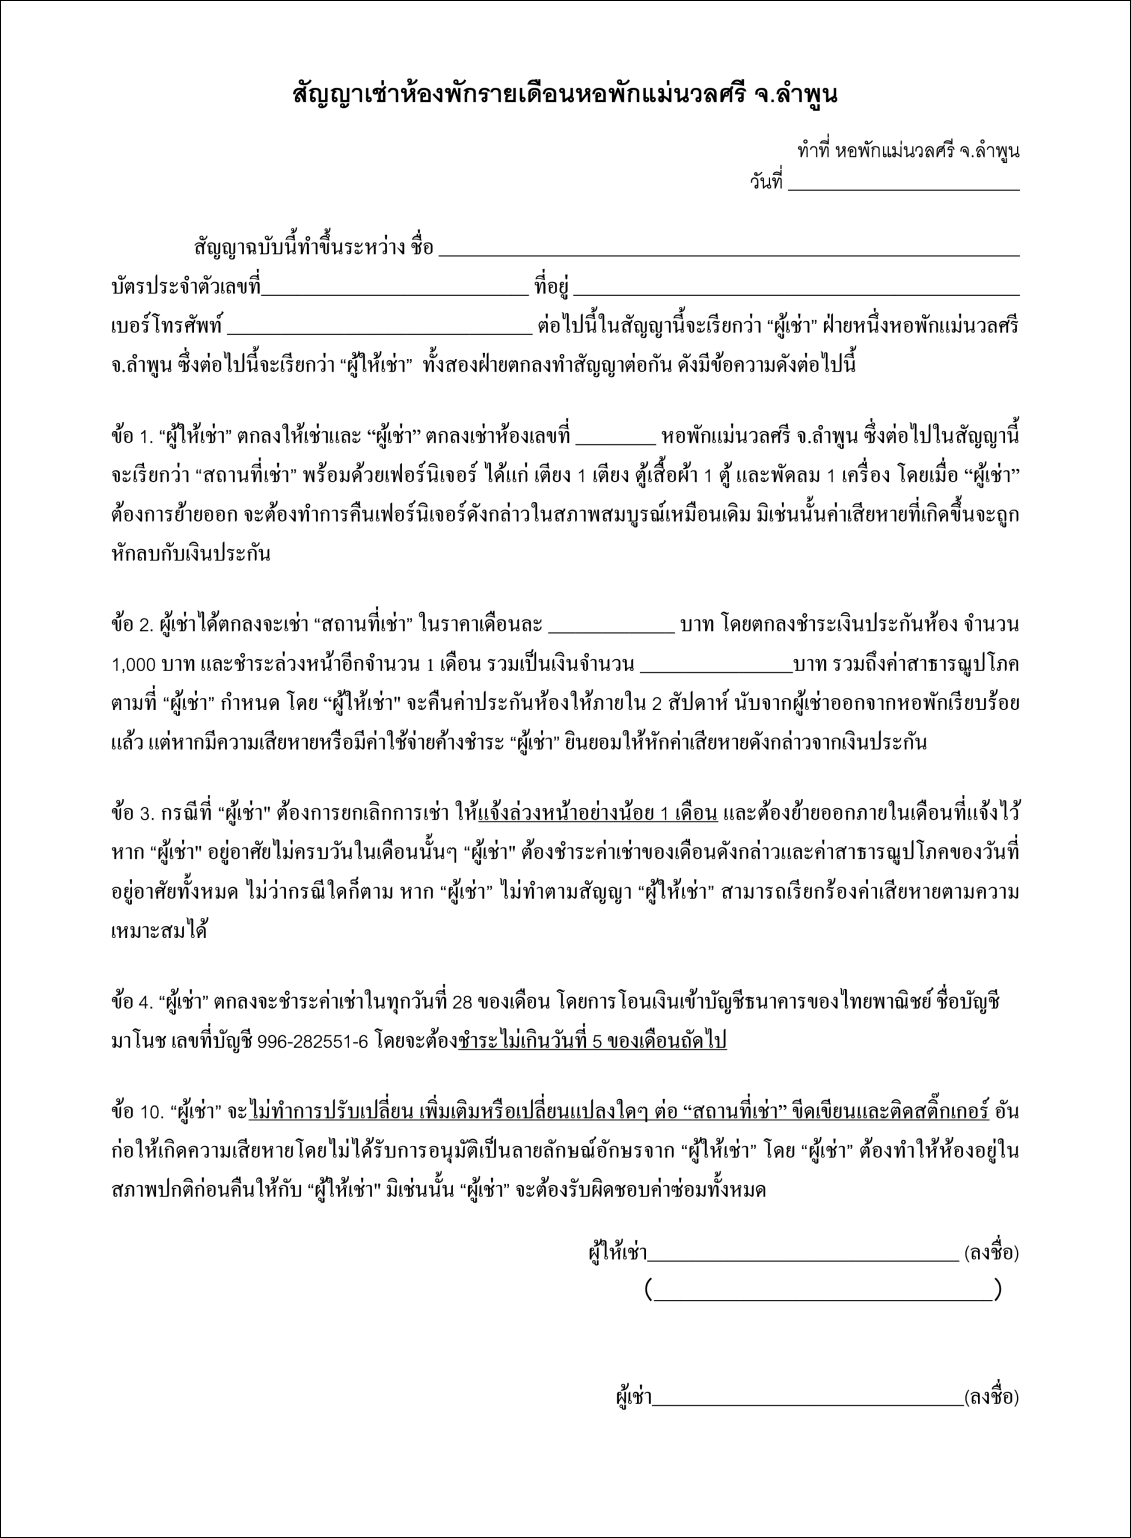 สัญญาเช่าห้องพักรายเดือนหอพักแม่นวลศรี จ.ลำพูน
ทำที่ หอพักแม่นวลศรี จ.ลำพูน
วันที่ ______________________
สัญญาฉบับนี้ทำขึ้นระหว่าง ชื่อ ______________________________________________________
บัตรประจำตัวเลขที่_________________________ ที่อยู่ __________________________________________
เบอร์โทรศัพท์ ____________________________ ต่อไปนี้ในสัญญานี้จะเรียกว่า “ผู้เช่า” ฝ่ายหนึ่งหอพักแม่นวลศรี
จ.ลำพูน ซึ่งต่อไปนี้จะเรียกว่า “ผู้ให้เช่า”  ทั้งสองฝ่ายตกลงทำสัญญาต่อกัน ดังมีข้อความดังต่อไปนี้
ข้อ 1. “ผู้ให้เช่า” ตกลงให้เช่าและ “ผู้เช่า” ตกลงเช่าห้องเลขที่ _______ หอพักแม่นวลศรี จ.ลำพูน ซึ่งต่อไปในสัญญานี้
จะเรียกว่า “สถานที่เช่า” พร้อมด้วยเฟอร์นิเจอร์ ได้แก่ เตียง 1 เตียง ตู้เสื้อผ้า 1 ตู้ และพัดลม 1 เครื่อง โดยเมื่อ “ผู้เช่า”
ต้องการย้ายออก จะต้องทำการคืนเฟอร์นิเจอร์ดังกล่าวในสภาพสมบูรณ์เหมือนเดิม มิเช่นนั้นค่าเสียหายที่เกิดขึ้นจะถูก
หักลบกับเงินประกัน
ข้อ 2. ผู้เช่าได้ตกลงจะเช่า “สถานที่เช่า” ในราคาเดือนละ ___________ บาท โดยตกลงชำระเงินประกันห้อง จำนวน
1,000 บาท และชำระล่วงหน้าอีกจำนวน 1 เดือน รวมเป็นเงินจำนวน ______________บาท รวมถึงค่าสาธารณูปโภค
ตามที่ “ผู้เช่า” กำหนด โดย “ผู้ให้เช่า" จะคืนค่าประกันห้องให้ภายใน 2 สัปดาห์ นับจากผู้เช่าออกจากหอพักเรียบร้อย
แล้ว แต่หากมีความเสียหายหรือมีค่าใช้จ่ายค้างชำระ “ผู้เช่า” ยินยอมให้หักค่าเสียหายดังกล่าวจากเงินประกัน
ข้อ 3. กรณีที่ “ผู้เช่า" ต้องการยกเลิกการเช่า ให้แจ้งล่วงหน้าอย่างน้อย 1 เดือน และต้องย้ายออกภายในเดือนที่แจ้งไว้
หาก “ผู้เช่า" อยู่อาศัยไม่ครบวันในเดือนนั้นๆ “ผู้เช่า" ต้องชำระค่าเช่าของเดือนดังกล่าวและค่าสาธารณูปโภคของวันที่
อยู่อาศัยทั้งหมด ไม่ว่ากรณีใดก็ตาม หาก “ผู้เช่า” ไม่ทำตามสัญญา “ผู้ให้เช่า” สามารถเรียกร้องค่าเสียหายตามความ
เหมาะสมได้
ข้อ 4. “ผู้เช่า” ตกลงจะชำระค่าเช่าในทุกวันที่ 28 ของเดือน โดยการโอนเงินเข้าบัญชีธนาคารของไทยพาณิชย์ ชื่อบัญชี
มาโนช เลขที่บัญชี 996-282551-6 โดยจะต้องชำระไม่เกินวันที่ 5 ของเดือนถัดไป
ข้อ 10. “ผู้เช่า” จะไม่ทำการปรับเปลี่ยน เพิ่มเติมหรือเปลี่ยนแปลงใดๆ ต่อ “สถานที่เช่า” ขีดเขียนและติดสติ๊กเกอร์ อัน
ก่อให้เกิดความเสียหายโดยไม่ได้รับการอนุมัติเป็นลายลักษณ์อักษรจาก “ผู้ให้เช่า” โดย “ผู้เช่า” ต้องทำให้ห้องอยู่ใน
สภาพปกติก่อนคืนให้กับ “ผู้ให้เช่า" มิเช่นนั้น “ผู้เช่า” จะต้องรับผิดชอบค่าซ่อมทั้งหมด
ผู้ให้เช่า_____________________________ (ลงชื่อ)
(____________________________)
ผู้เช่า_____________________________(ลงชื่อ)